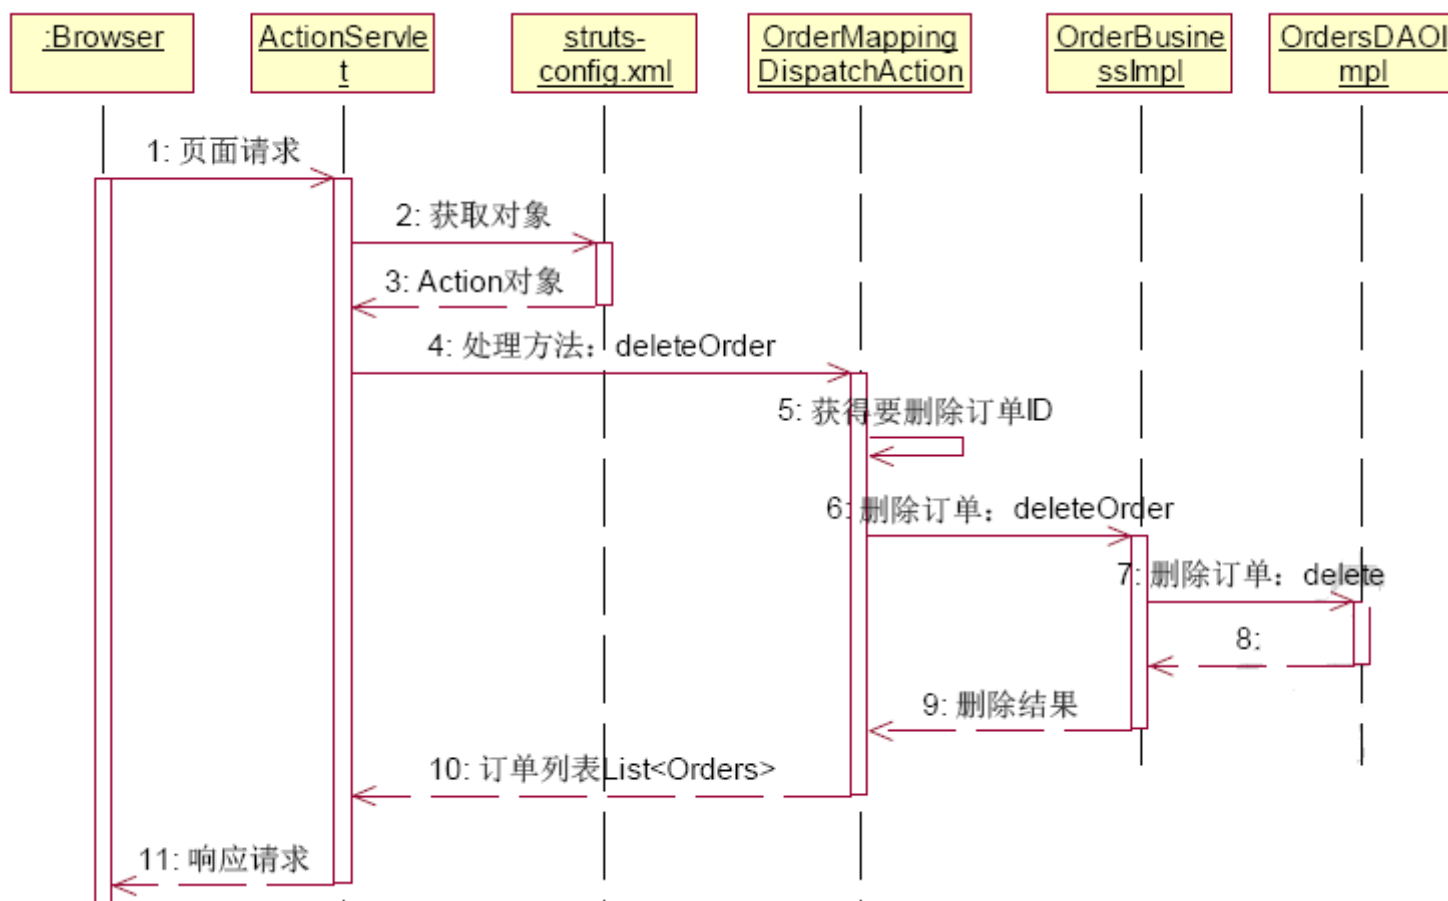 :Browser
ActionServle
t
struts-
config.xml
OrderMapping
DispatchAction
OrderBusine
ssImpl
OrdersDAOI
mpl
1: 页面请求
2: 获取对象
3: Action对象
4: 处理方法：deleteOrder
5: 获得要删除订单ID
6: 删除订单：deleteOrder
7: 删除订单：delete
8:
9: 删除结果
10: 订单列表List<Orders>
11: 响应请求